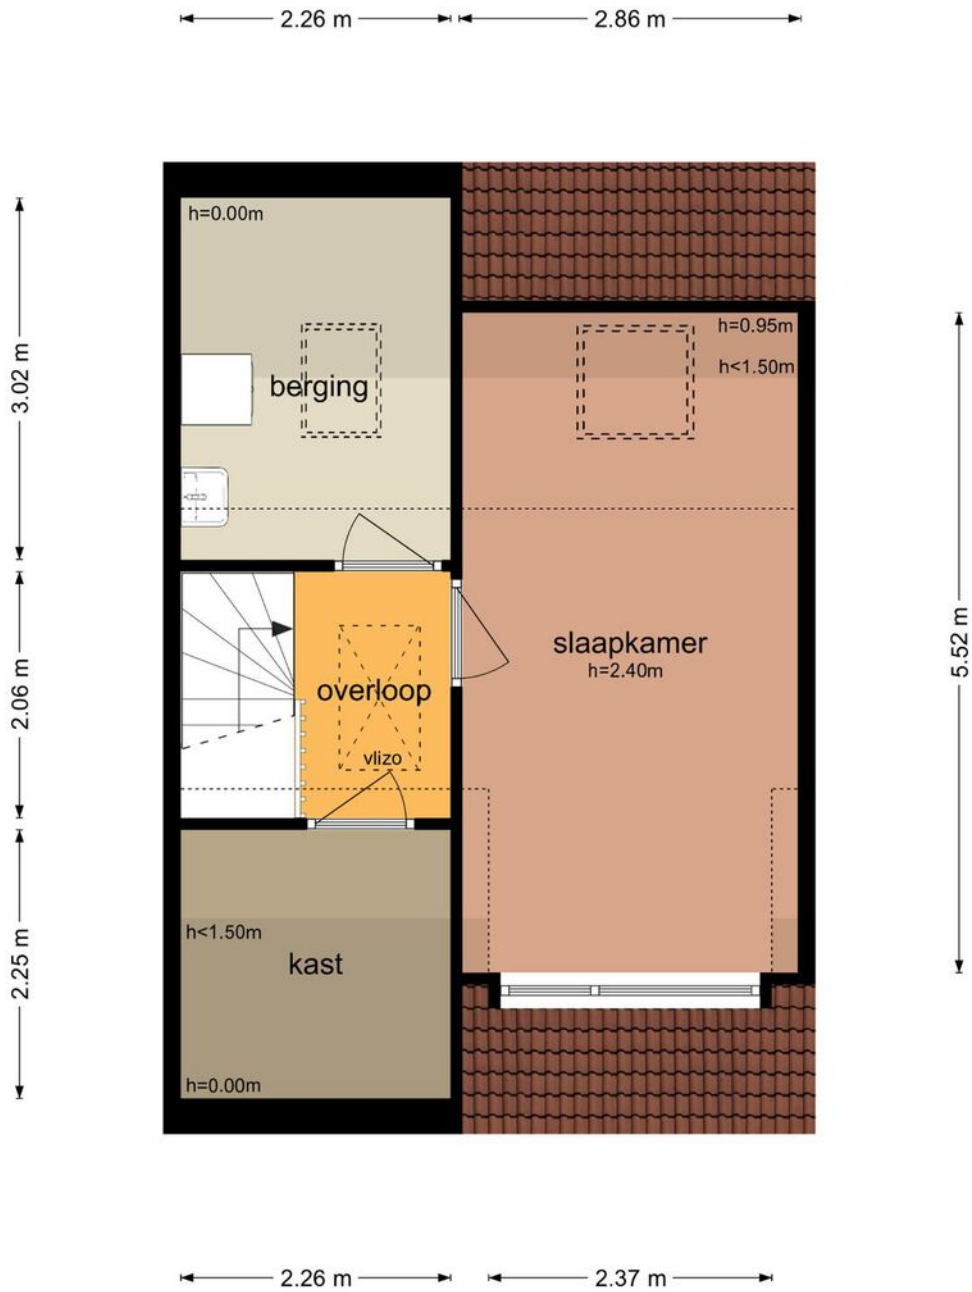 2.26 m
2.86 m
h=0.00m
h=0.95m
h<1.50m
3.02 m
berging
5.52 m
slaapkamer
h=2.40m
2.06 m
overloop
vlizo
h<1.50m
kast
2.25 m
h=0.00m
2.26 m
2.37 m